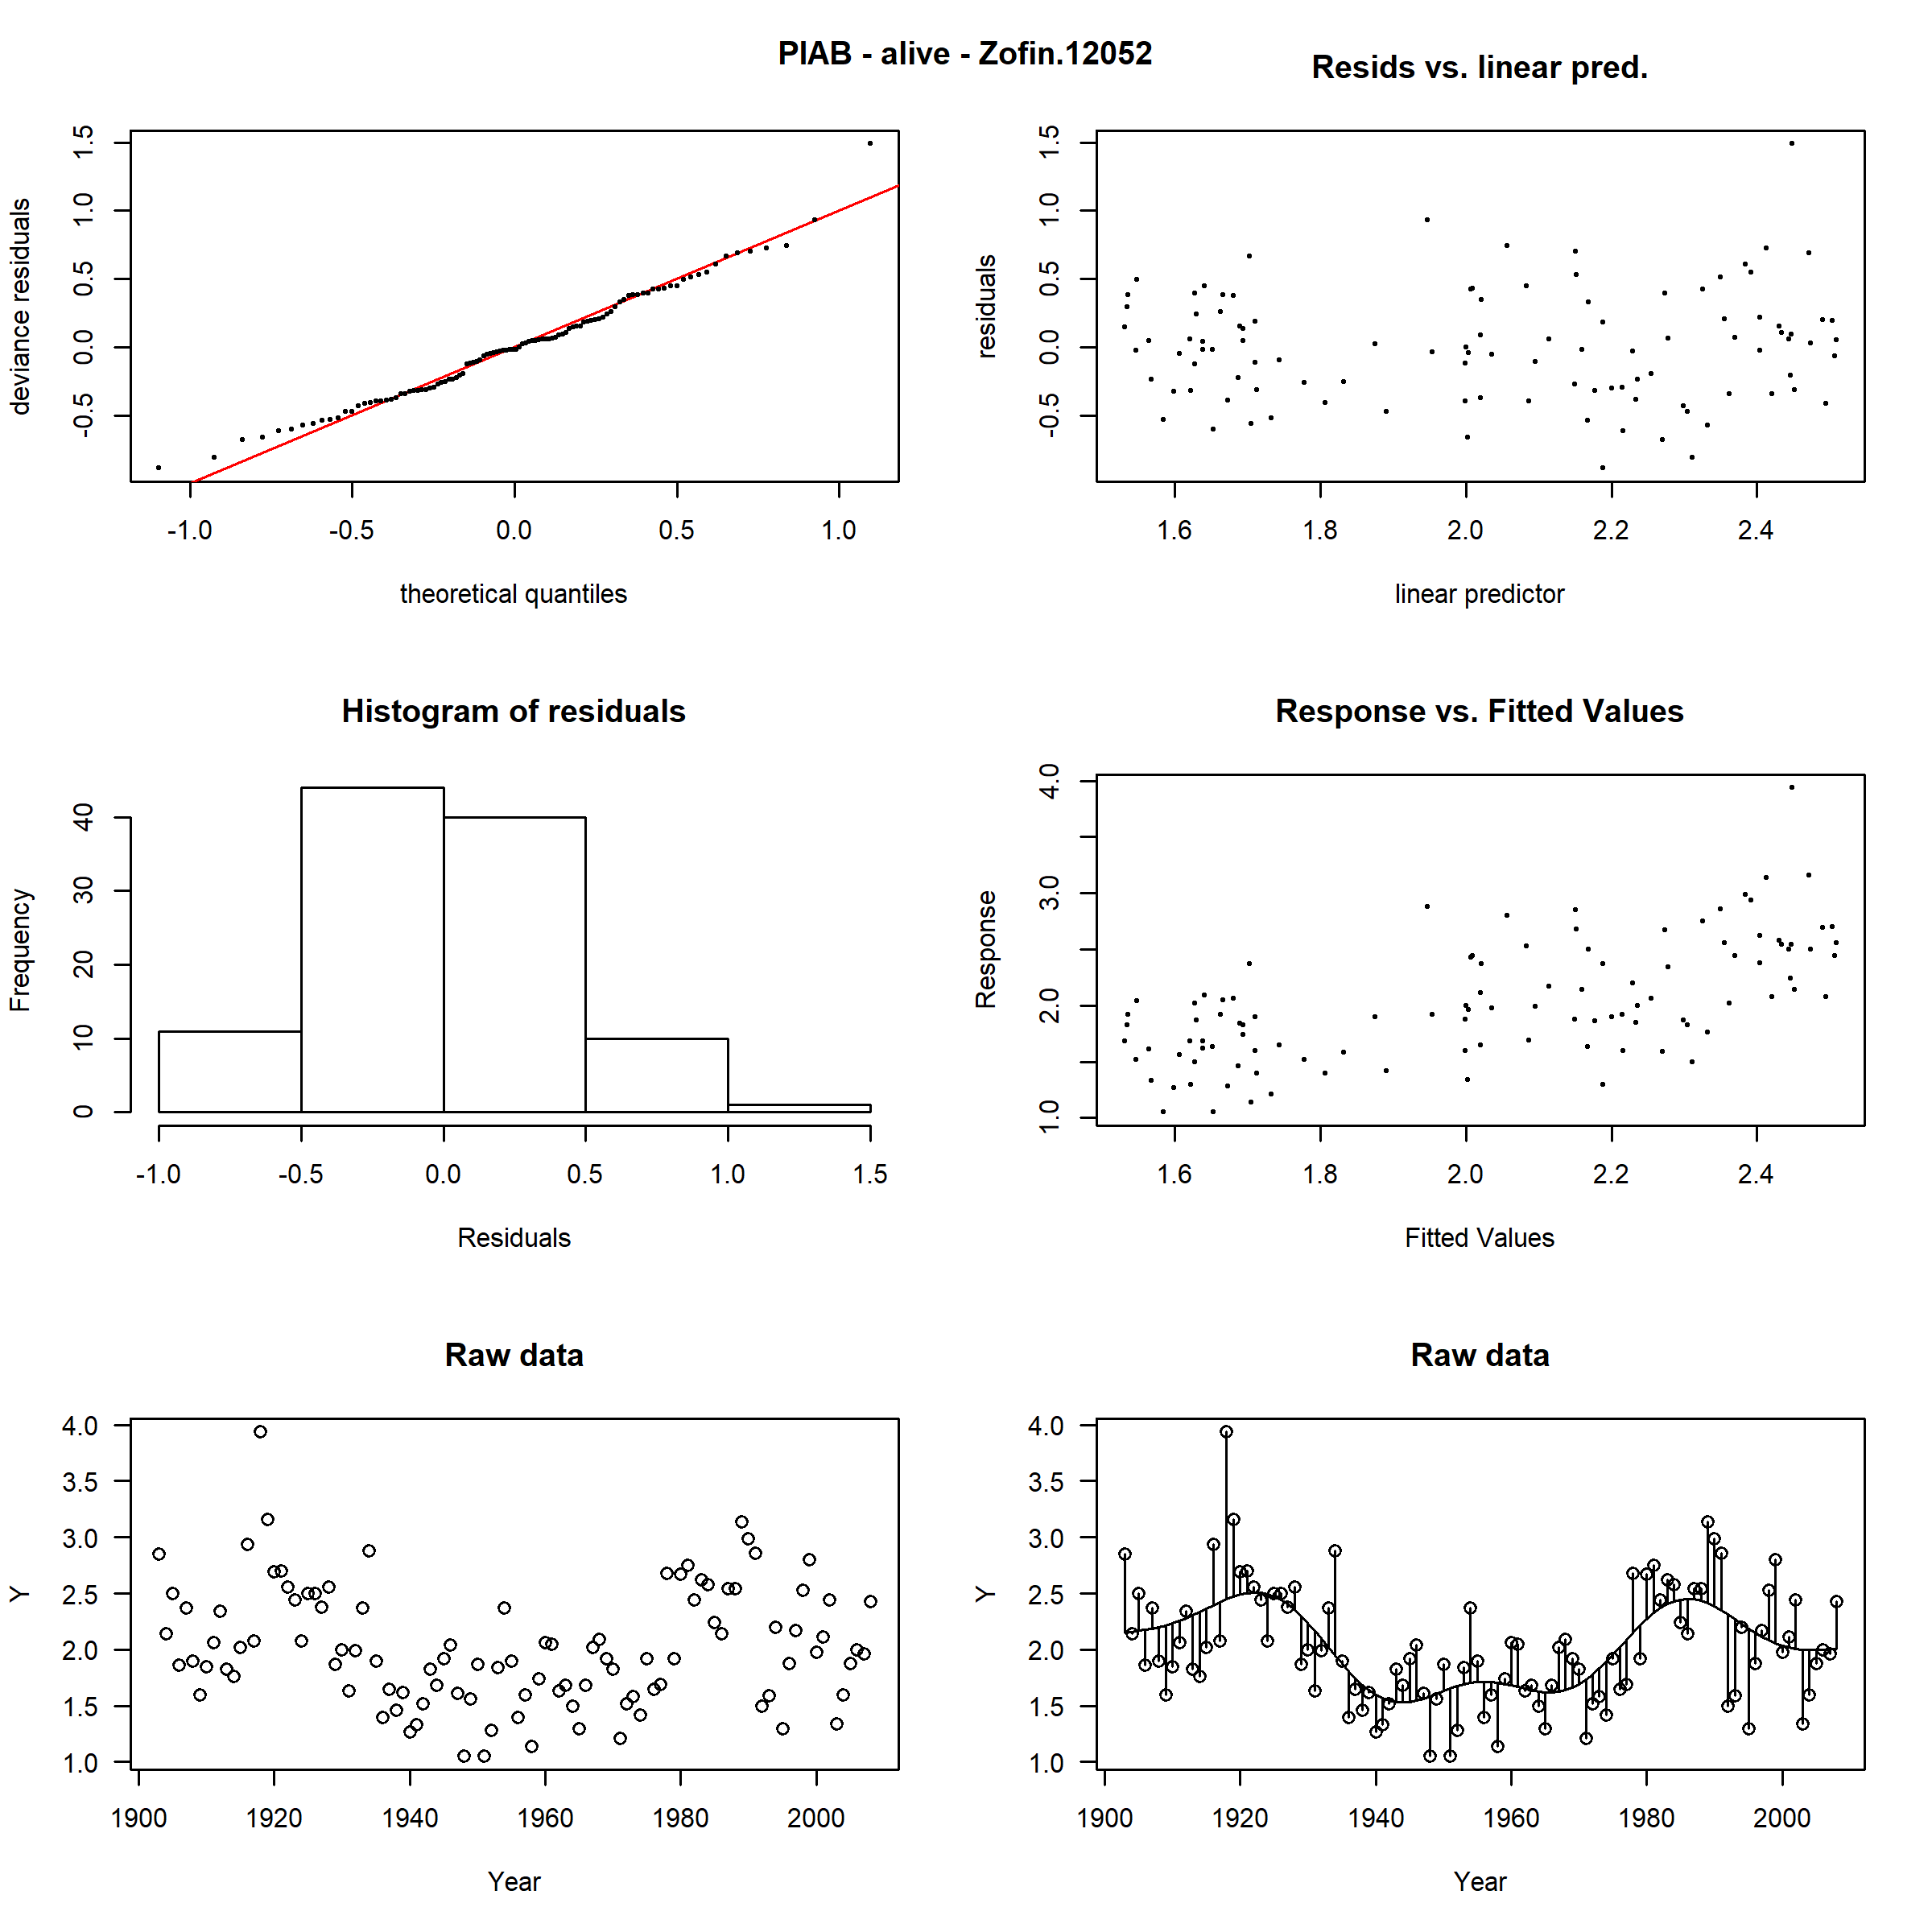 PIAB - alive - Zofin.12052
Resids vs. linear pred.
deviance residuals
-0.5 0.0 0.5 1.0 1.5
-1.0 -0.5 0.0 0.5 1.0
theoretical quantiles
residuals
-0.5 0.0 0.5 1.0 1.5
1.6 1.8 2.0 2.2 2.4
linear predictor
Histogram of residuals
Frequency
0 10 20 30 40
-1.0 -0.5 0.0 0.5 1.0 1.5
Residuals
Response vs. Fitted Values
Response
1.0 2.0 3.0 4.0
1.6 1.8 2.0 2.2 2.4
Fitted Values
Raw data
Y
4.0
3.5
3.0
2.5
2.0
1.5
1.0
1900 1920 1940 1960 1980 2000
Year
Raw data
Y
4.0
3.5
3.0
2.5
2.0
1.5
1.0
1900 1920 1940 1960 1980 2000
Year